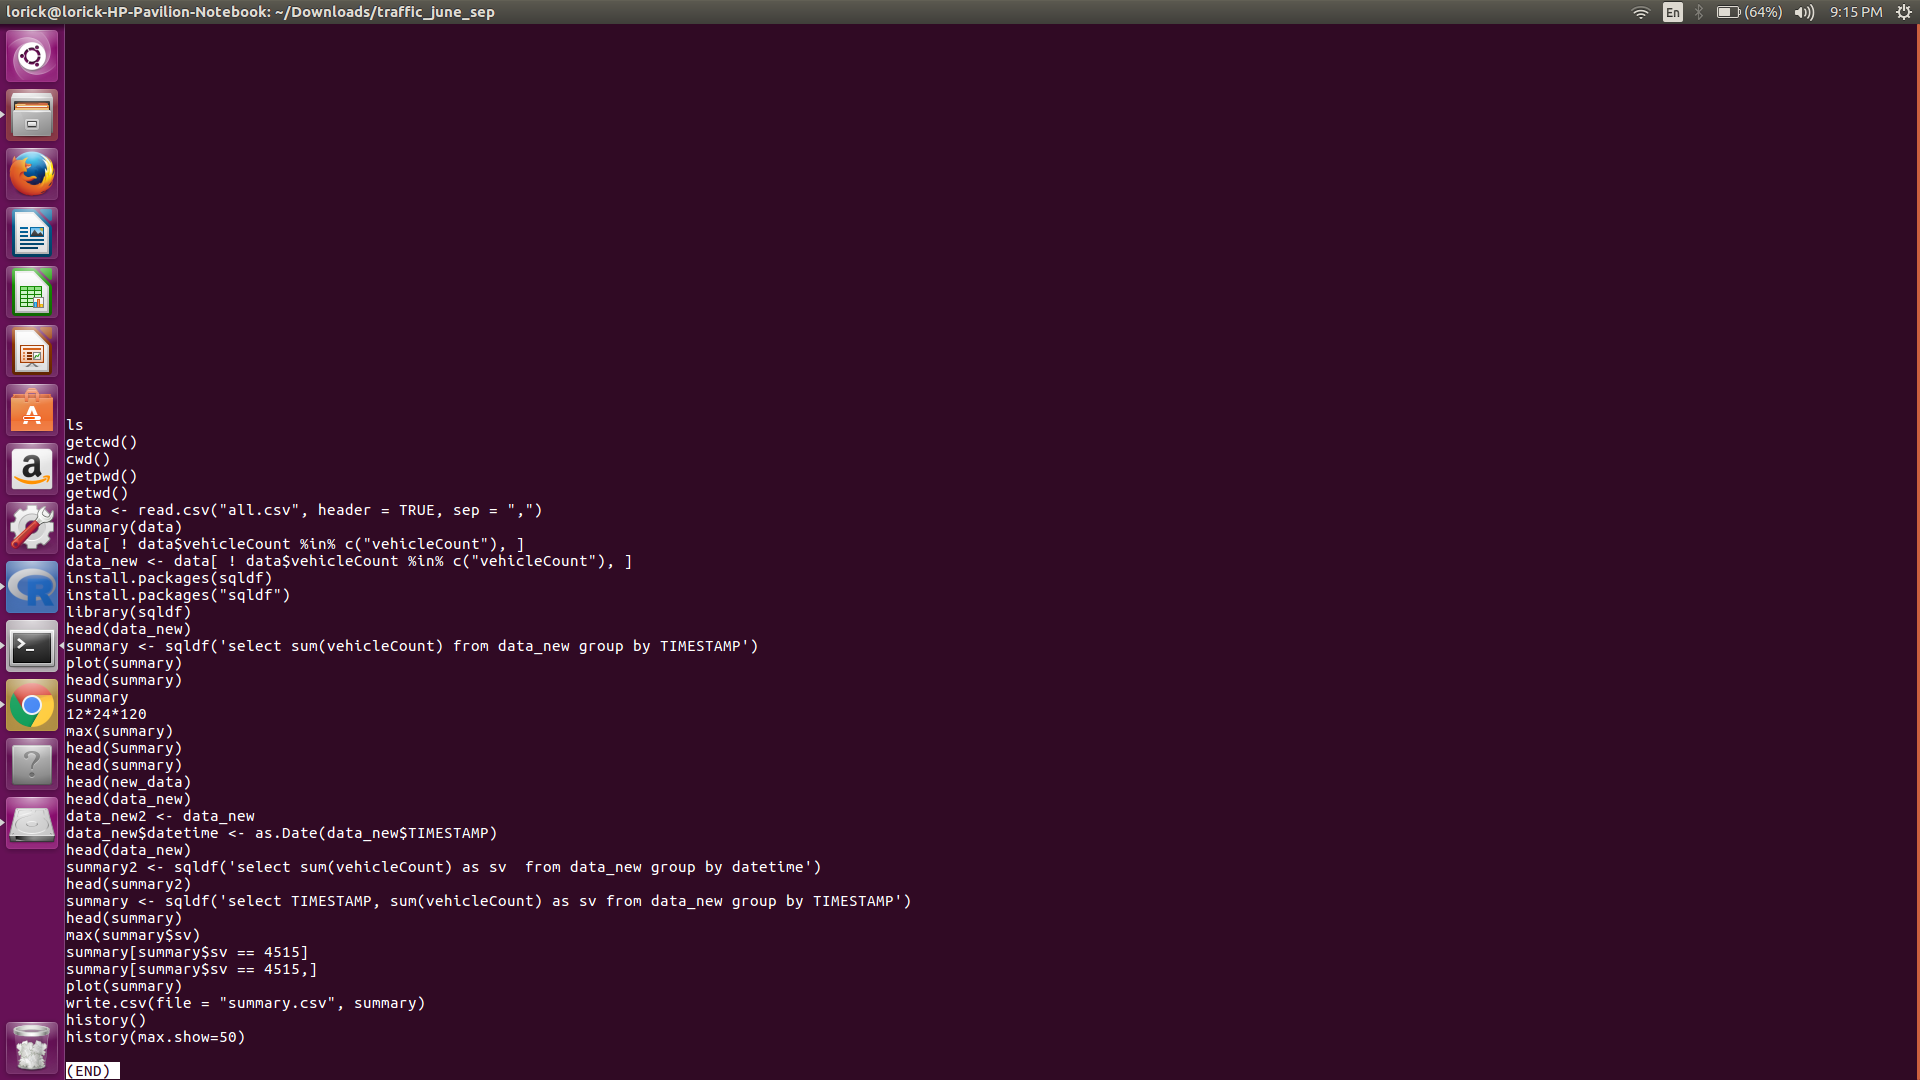 lorick@lorick-HP-Pavilion-Notebook: ~/Downloads/traffic_june_sep
En
(64%)
9:15 PM
ls
getcwd()
cwd()
getpwd()
getwd()
data <- read.csv("all.csv", header = TRUE, sep = ",")
summary(data)
data[ ! data$vehicleCount %in% c("vehicleCount"), ]
data_new <- data[ ! data$vehicleCount %in% c("vehicleCount"), ]
install.packages(sqldf)
install.packages("sqldf")
library(sqldf)
head(data_new)
summary <- sqldf('select sum(vehicleCount) from data_new group by TIMESTAMP')
plot(summary)
head(summary)
summary
12*24*120
max(summary)
head(Summary)
head(summary)
head(new_data)
head(data_new)
data_new2 <- data_new
data_new$datetime <- as.Date(data_new$TIMESTAMP)
head(data_new)
summary2 <- sqldf('select sum(vehicleCount) as sv  from data_new group by datetime')
head(summary2)
summary <- sqldf('select TIMESTAMP, sum(vehicleCount) as sv from data_new group by TIMESTAMP')
head(summary)
max(summary$sv)
summary[summary$sv == 4515]
summary[summary$sv == 4515,]
plot(summary)
write.csv(file = "summary.csv", summary)
history()
history(max.show=50)
(END)